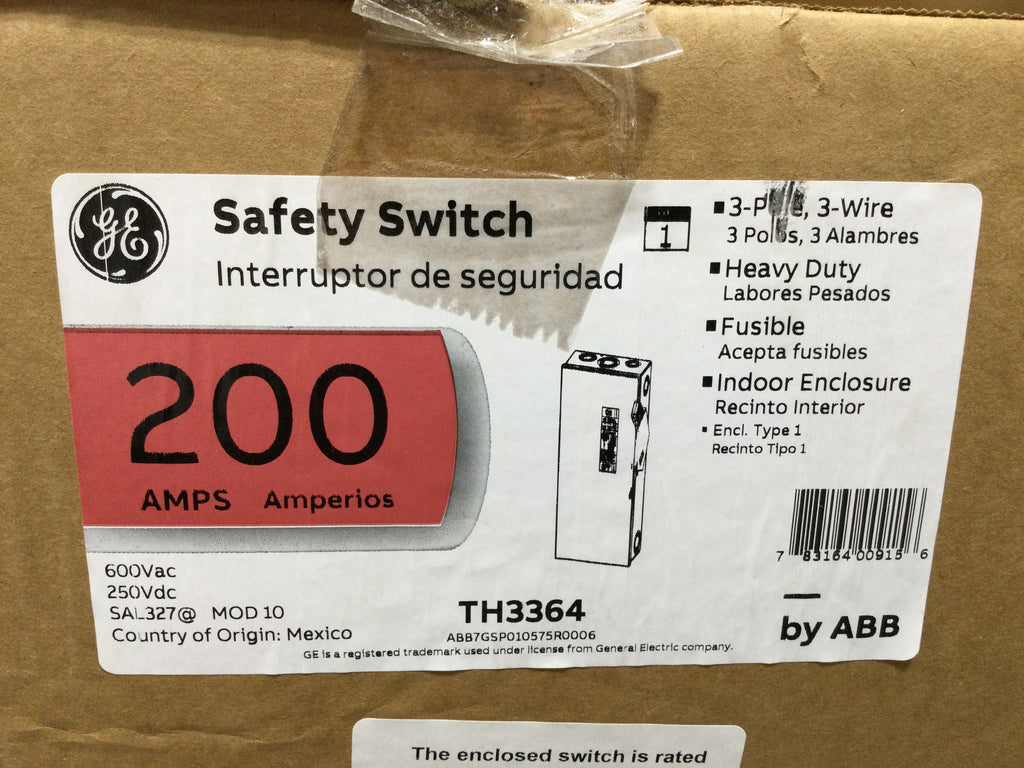 GE
Safety Switch
Interruptor de seguridad
1
3-Wire
3 Polos, 3 Alambres
Heavy Duty
Labores Pesados
Fusible
Acepta fusibles
Indoor Enclosure
Recinto Interior
Encl. Type 1
Recinto Tipo 1
200
AMPS Amperios
600Vac
250Vdc
SAL327@ MOD 10
Country of Origin: Mexico
TH3364
ABB7GSP010575R0006
GE is a registered trademark used under license from General Electric company.
7 83164 00915 6
by ABB
The enclosed switch is rated